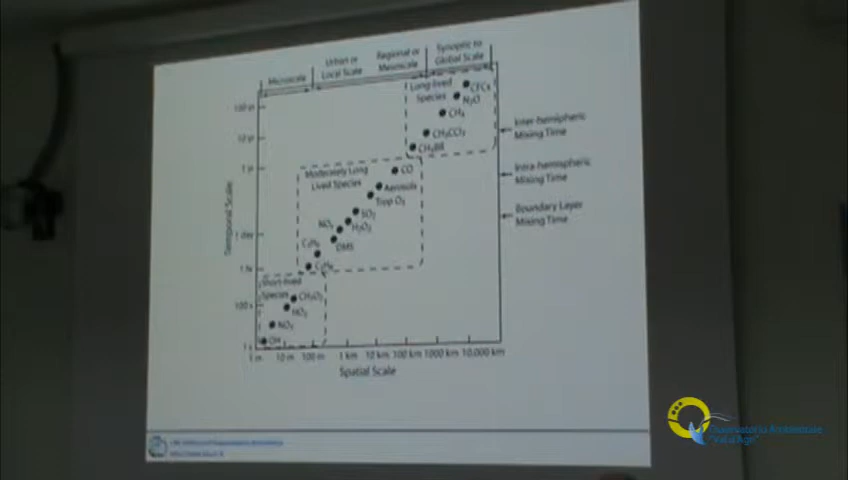 Microscale
Urban or
Local Scale
Regional or
Mesoscale
Synoptic to
Global Scale
Long-lived
Species
CFCs
N₂O
CH₄
CH₃CCl₃
CH₃Br
Inter-hemispheric
Mixing Time
Intra-hemispheric
Mixing Time
Boundary Layer
Mixing Time
Moderately Long
Lived Species
CO
Aerosols
Trop O₃
SO₂
H₂O₂
NOₓ
DMS
C₃H₆
C₅H₈
Short-lived
Species
CH₃O₂
HO₂
NO₃
OH
Temporal Scale
100 yr
10 yr
1 yr
1 day
1 hr
100 s
1 s
1 m
10 m
100 m
1 km
10 km
100 km
1000 km
10,000 km
Spatial Scale
Osservatorio Ambientale
"Val d'Agri"